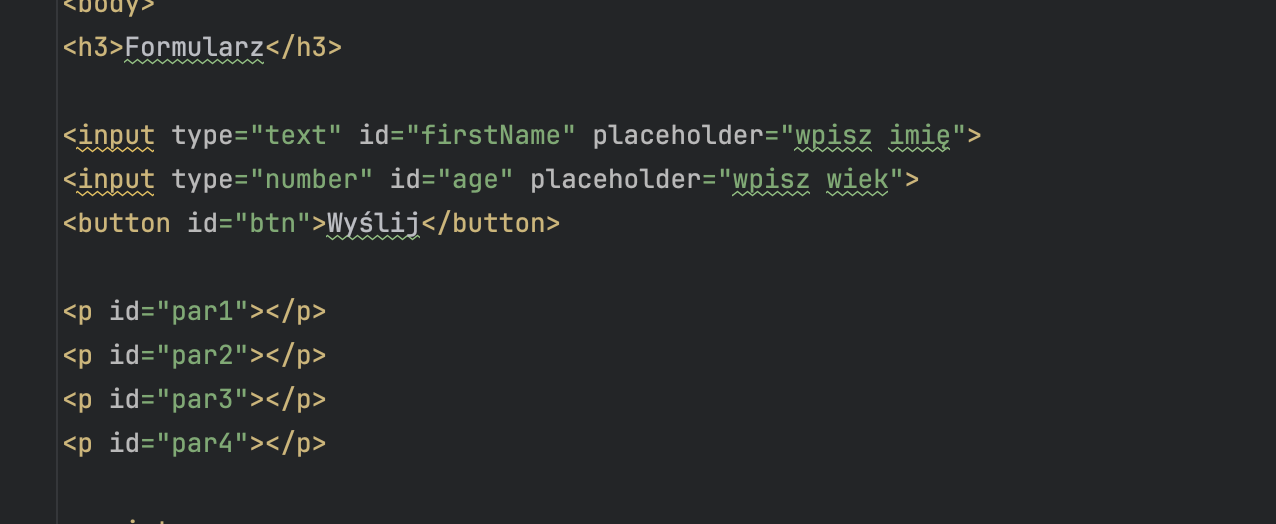 <body>
<h3>Formularz</h3>
<input type="text" id="firstName" placeholder="wpisz imię">
<input type="number" id="age" placeholder="wpisz wiek">
<button id="btn">Wyślij</button>
<p id="par1"></p>
<p id="par2"></p>
<p id="par3"></p>
<p id="par4"></p>